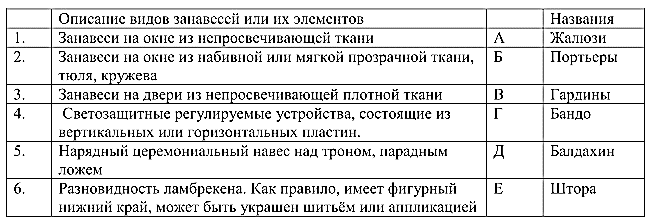 Описание видов занавесей или их элементов Названия
1. Занавеси на окне из непросвечивающей ткани А Жалюзи
2. Занавеси на окне из набивной или мягкой прозрачной ткани, Б Портьеры
тюля, кружева
3. Занавеси на двери из непросвечивающей плотной ткани В Гардины
4. Светозащитные регулируемые устройства, состоящие из Г Бандо
вертикальных или горизонтальных пластин.
5. Нарядный церемониальный навес над троном, парадным Д Балдахин
ложем
6. Разновидность ламбрекена. Как правило, имеет фигурный Е Штора
нижний край, может быть украшен шитьём или аппликацией